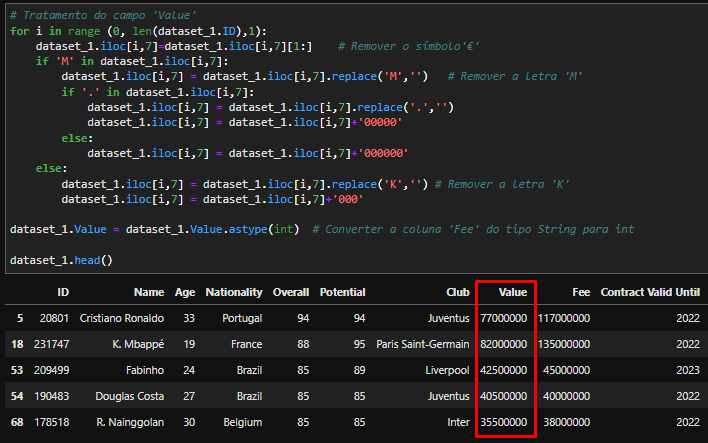 # Tratamento do campo 'Value'
for i in range (0, len(dataset_1.ID),1):
    dataset_1.iloc[i,7]=dataset_1.iloc[i,7][1:]    # Remover o símbolo'€'
    if 'M' in dataset_1.iloc[i,7]:
        dataset_1.iloc[i,7] = dataset_1.iloc[i,7].replace('M','')   # Remover a letra 'M'
        if '.' in dataset_1.iloc[i,7]:
            dataset_1.iloc[i,7] = dataset_1.iloc[i,7].replace('.','')
            dataset_1.iloc[i,7] = dataset_1.iloc[i,7]+'00000'
        else:
            dataset_1.iloc[i,7] = dataset_1.iloc[i,7]+'000000'
    else:
        dataset_1.iloc[i,7] = dataset_1.iloc[i,7].replace('K','') # Remover a letra 'K'
        dataset_1.iloc[i,7] = dataset_1.iloc[i,7]+'000'
dataset_1.Value = dataset_1.Value.astype(int)  # Converter a coluna 'Fee' do tipo String para int
dataset_1.head()
ID Name Age Nationality Overall Potential Club Value Fee Contract Valid Until
5 20801 Cristiano Ronaldo 33 Portugal 94 94 Juventus 77000000 117000000 2022
18 231747 K. Mbappé 19 France 88 95 Paris Saint-Germain 82000000 135000000 2022
53 209499 Fabinho 24 Brazil 85 89 Liverpool 42500000 45000000 2023
54 190483 Douglas Costa 27 Brazil 85 85 Juventus 40500000 40000000 2022
68 178518 R. Nainggolan 30 Belgium 85 85 Inter 35500000 38000000 2022